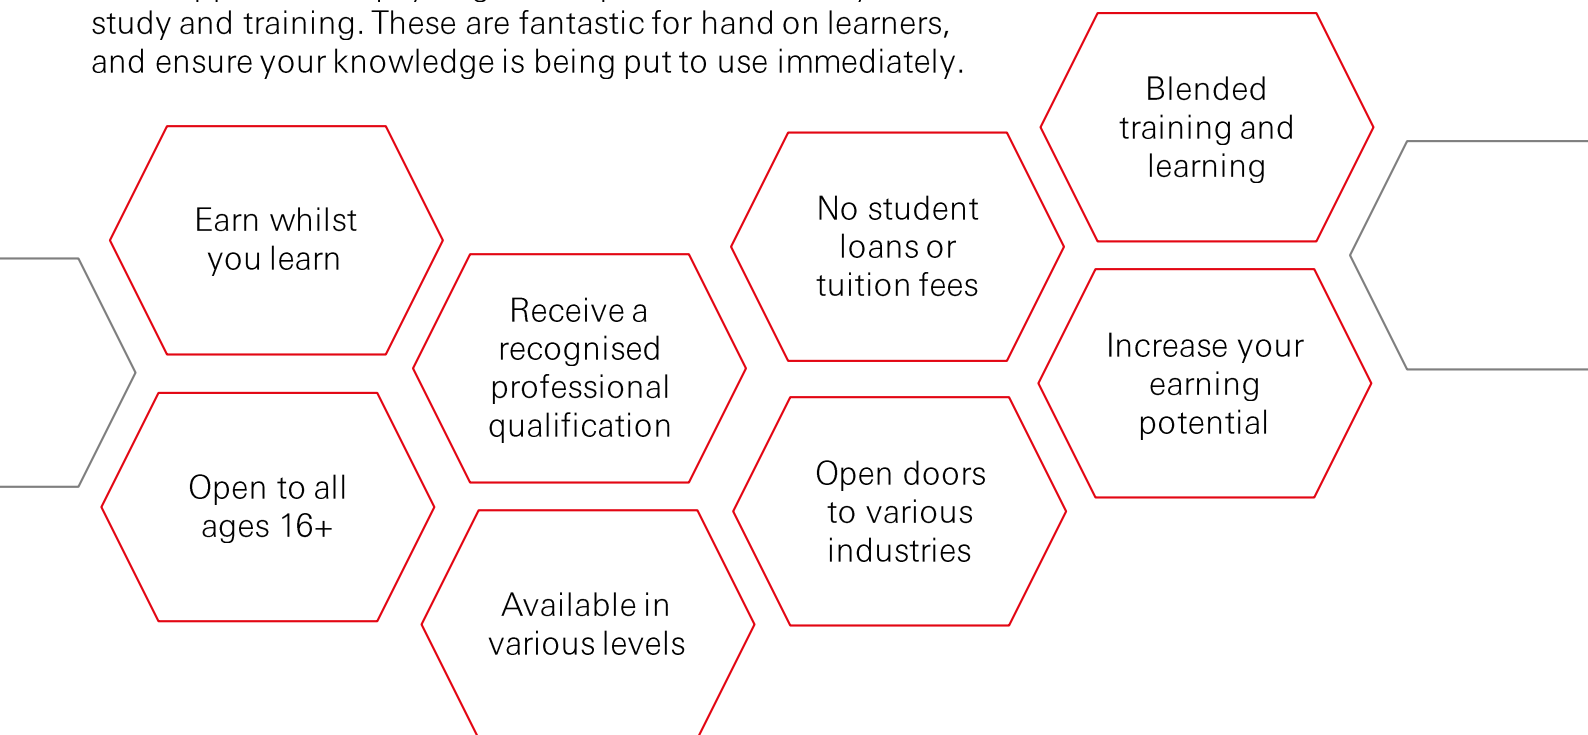 study and training. These are fantastic for hand on learners,
and ensure your knowledge is being put to use immediately.
Blended
training and
learning
Earn whilst
you learn
No student
loans or
tuition fees
Receive a
recognised
professional
qualification
Increase your
earning
potential
Open to all
ages 16+
Open doors
to various
industries
Available in
various levels